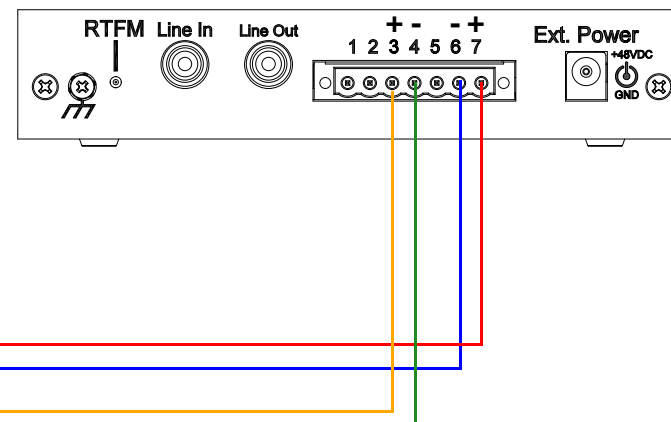 RTFM Line In Line Out + - - + Ext. Power
1 2 3 4 5 6 7
+48VDC
GND